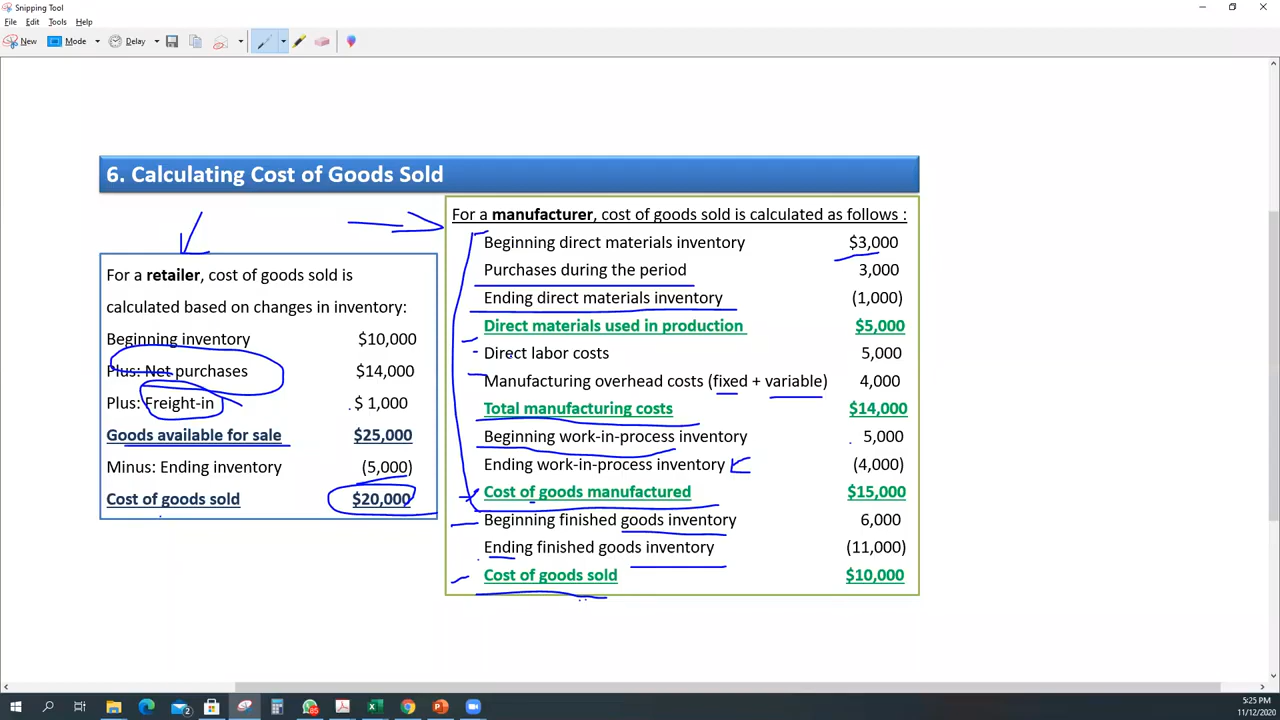 Snipping Tool
File Edit Tools Help
New Mode Delay
6. Calculating Cost of Goods Sold
For a retailer, cost of goods sold is
calculated based on changes in inventory:
Beginning inventory $10,000
Plus: Net purchases $14,000
Plus: Freight-in $ 1,000
Goods available for sale $25,000
Minus: Ending inventory (5,000)
Cost of goods sold $20,000
For a manufacturer, cost of goods sold is calculated as follows :
Beginning direct materials inventory $3,000
Purchases during the period 3,000
Ending direct materials inventory (1,000)
Direct materials used in production $5,000
Direct labor costs 5,000
Manufacturing overhead costs (fixed + variable) 4,000
Total manufacturing costs $14,000
Beginning work-in-process inventory 5,000
Ending work-in-process inventory (4,000)
Cost of goods manufactured $15,000
Beginning finished goods inventory 6,000
Ending finished goods inventory (11,000)
Cost of goods sold $10,000
5:25 PM
11/12/2020